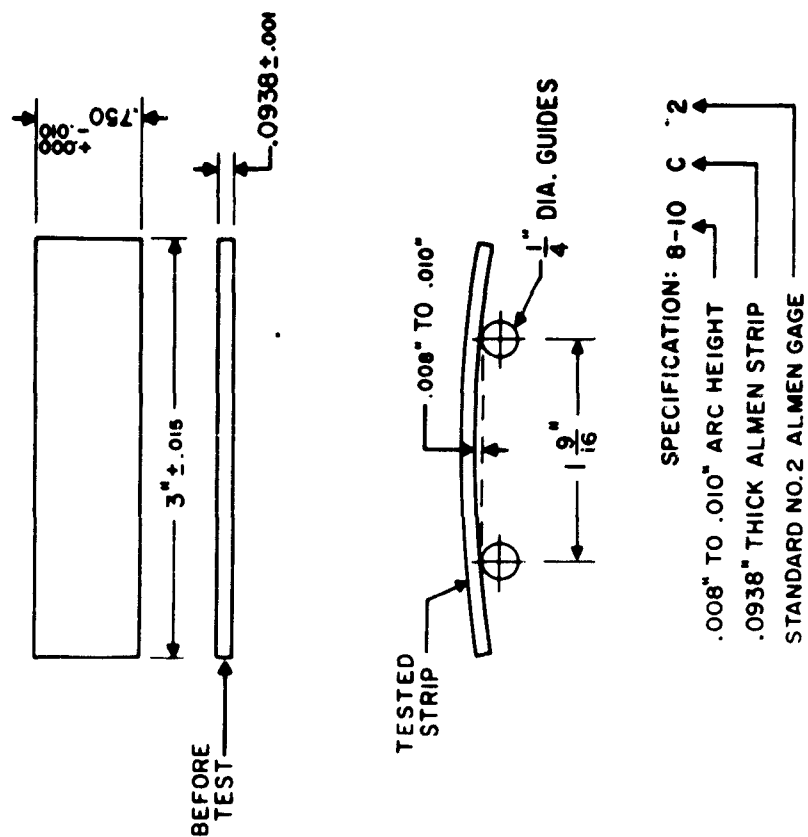 +.000
-.010
.750
3" ±.015
.0938±.001
BEFORE
TEST
.008" TO .010"
TESTED
STRIP
1/4" DIA. GUIDES
1 9/16"
SPECIFICATION: 8-10 C 2
.008" TO .010" ARC HEIGHT
.0938" THICK ALMEN STRIP
STANDARD NO.2 ALMEN GAGE